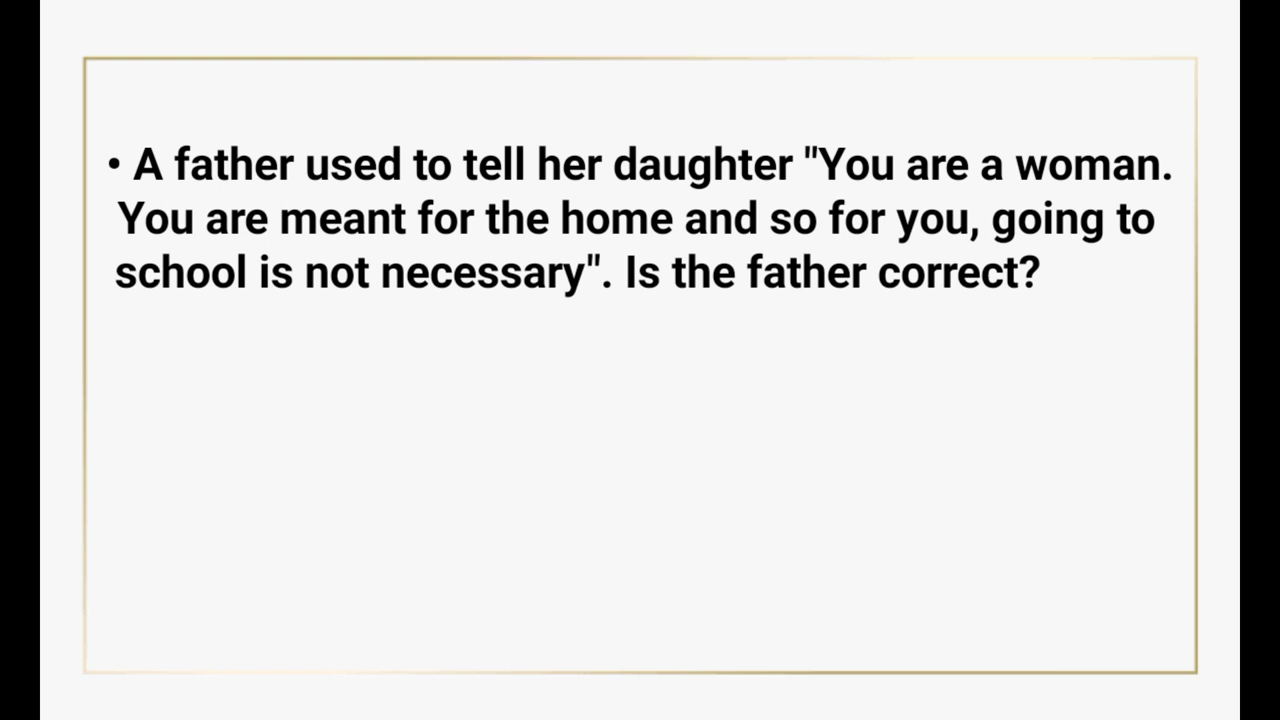 • A father used to tell her daughter "You are a woman.
You are meant for the home and so for you, going to
school is not necessary". Is the father correct?